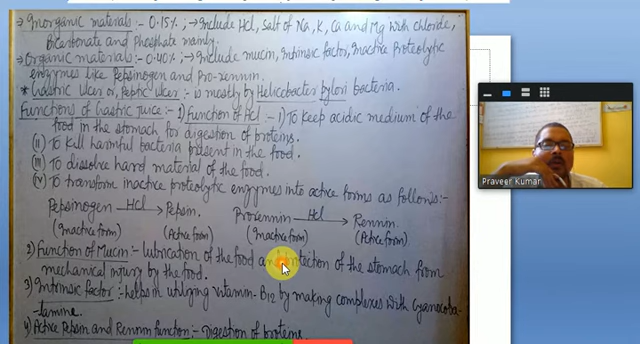 → Inorganic materials :- 0.15%, → Include Hcl, Salt of Na, K, Ca and Mg with chloride,
Bicarbonate and Phosphate mainly.
→ Organic materials :- 0.40%, → Include mucin, Intrinsic factor, Inactive Proteolytic
enzymes like Pepsinogen and Pro-rennin.
* Gastric Ulcer or, Peptic Ulcer :- is mostly by Helicobacter pylori bacteria.
Functions of Gastric Juice :- 1) Function of Hcl :- i) To keep acidic medium of the
food in the stomach for digestion of proteins.
(ii) To kill harmful bacteria present in the food.
(iii) To dissolve hard material of the food.
(iv) To transform inactive proteolytic enzymes into active forms as follows :-
Pepsinogen Hcl → Pepsin. Prorennin Hcl → Rennin.
(Inactive form) (Active form) (Inactive form) (Active form)
2) Function of Mucin :- lubrication of the food and protection of the stomach from
mechanical injury by the food.
3) Intrinsic Factor :- helps in utilizing vitamin-B12 by making complexes with Cyanocoba-
-lamine.
4) Active Pepsin and Rennin function :- Digestion of proteins
Praveer Kumar